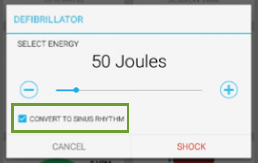 DEFIBRILLATOR
SELECT ENERGY
50 Joules
CONVERT TO SINUS RHYTHM
CANCEL SHOCK